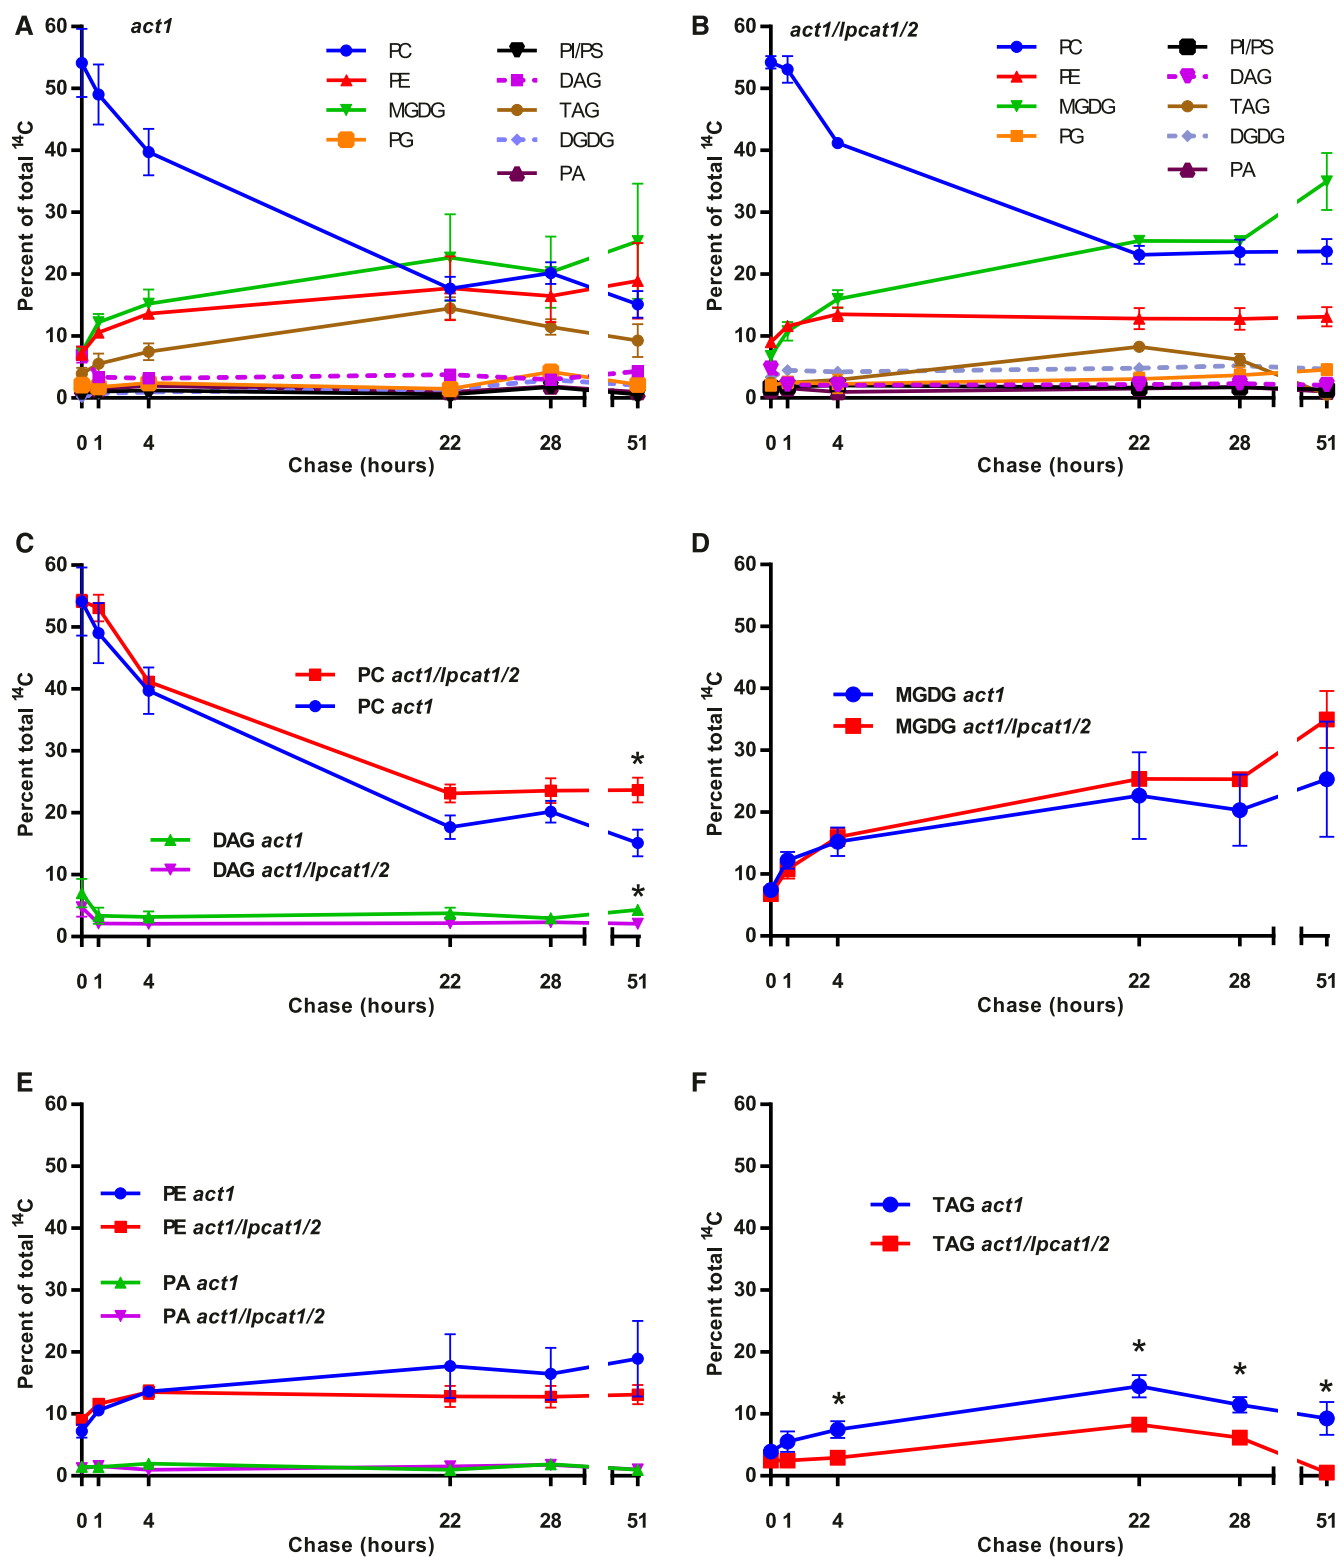 A
act1
Percent of total 14C
60
50
40
30
20
10
0
PC
PE
MGDG
PG
PI/PS
DAG
TAG
DGDG
PA
0 1 4 22 28 51
Chase (hours)
B
act1/lpcat1/2
Percent of total 14C
60
50
40
30
20
10
0
PC
PE
MGDG
PG
PI/PS
DAG
TAG
DGDG
PA
0 1 4 22 28 51
Chase (hours)
C
Percent total 14C
60
50
40
30
20
10
0
PC act1/lpcat1/2
PC act1
DAG act1
DAG act1/lpcat1/2
*
*
0 1 4 22 28 51
Chase (hours)
D
Percent total 14C
60
50
40
30
20
10
0
MGDG act1
MGDG act1/lpcat1/2
0 1 4 22 28 51
Chase (hours)
E
Percent of total 14C
60
50
40
30
20
10
0
PE act1
PE act1/lpcat1/2
PA act1
PA act1/lpcat1/2
0 1 4 22 28 51
Chase (hours)
F
Percent total 14C
60
50
40
30
20
10
0
TAG act1
TAG act1/lpcat1/2
* * * *
0 1 4 22 28 51
Chase (hours)